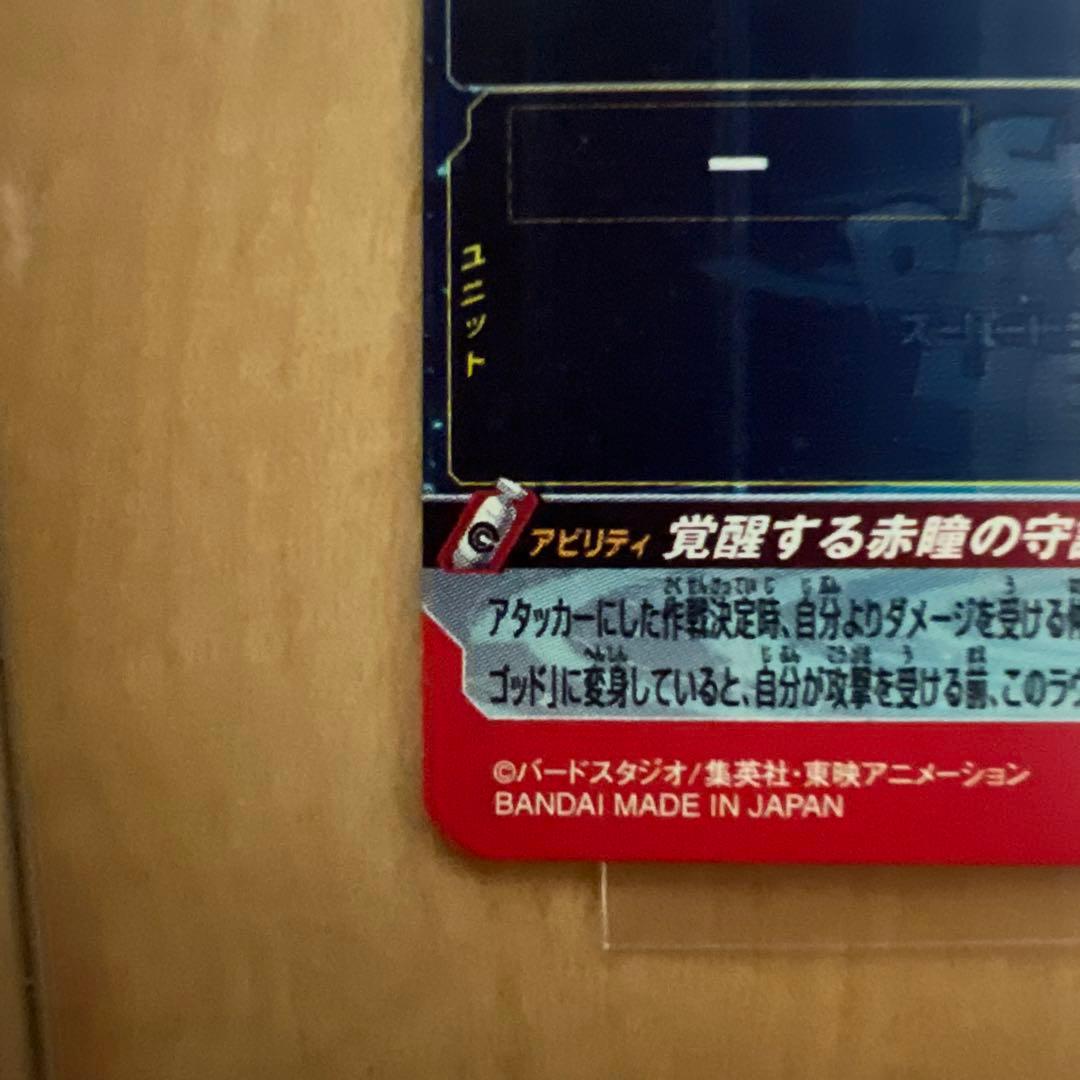 ー
ユニット
スーパー
アビリティ 覚醒する赤瞳の守
アタッカーにした作戦決定時、自分よりダメージを受ける
ゴッド」に変身していると、自分が攻撃を受ける前、このラウ
©バードスタジオ/集英社・東映アニメーション
BANDAI MADE IN JAPAN